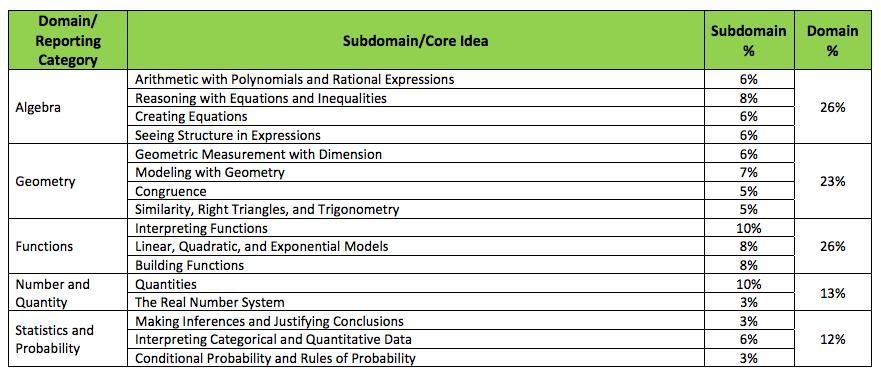 Domain/ Reporting Category Subdomain/Core Idea Subdomain % Domain %
Algebra Arithmetic with Polynomials and Rational Expressions 6% 26%
Reasoning with Equations and Inequalities 8%
Creating Equations 6%
Seeing Structure in Expressions 6%
Geometry Geometric Measurement with Dimension 6% 23%
Modeling with Geometry 7%
Congruence 5%
Similarity, Right Triangles, and Trigonometry 5%
Functions Interpreting Functions 10% 26%
Linear, Quadratic, and Exponential Models 8%
Building Functions 8%
Number and Quantity Quantities 10% 13%
The Real Number System 3%
Statistics and Probability Making Inferences and Justifying Conclusions 3% 12%
Interpreting Categorical and Quantitative Data 6%
Conditional Probability and Rules of Probability 3%